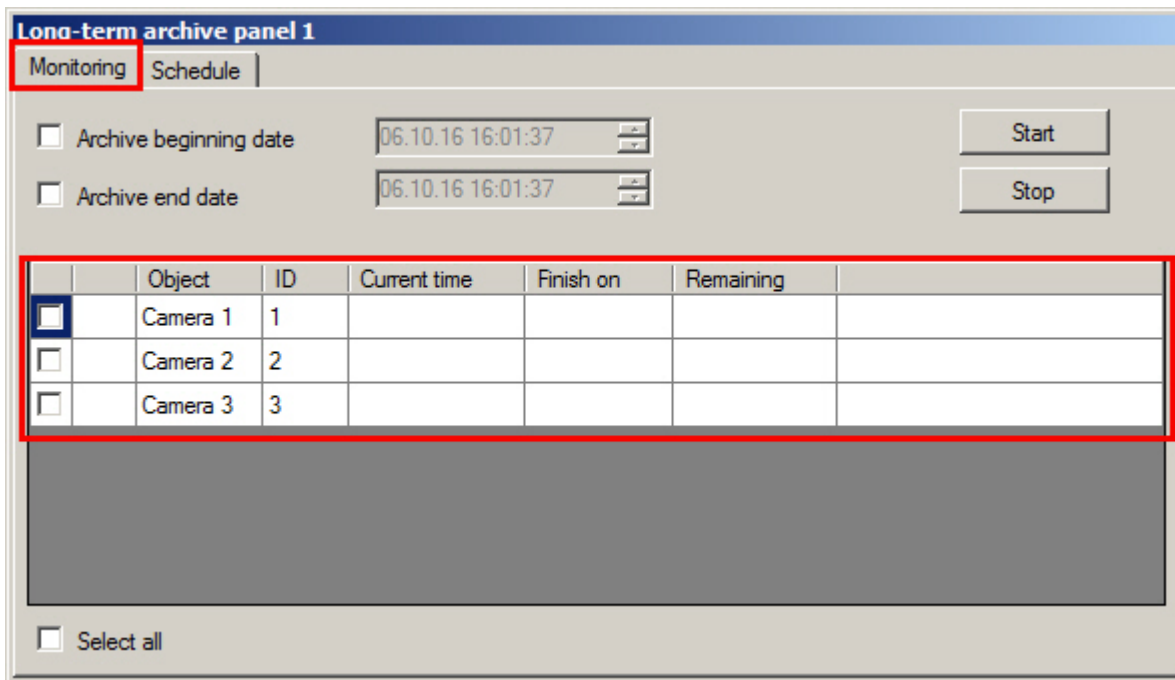 Long-term archive panel 1
Monitoring Schedule
Archive beginning date 06.10.16 16:01:37 Start
Archive end date 06.10.16 16:01:37 Stop
Object ID Current time Finish on Remaining
Camera 1 1
Camera 2 2
Camera 3 3
Select all